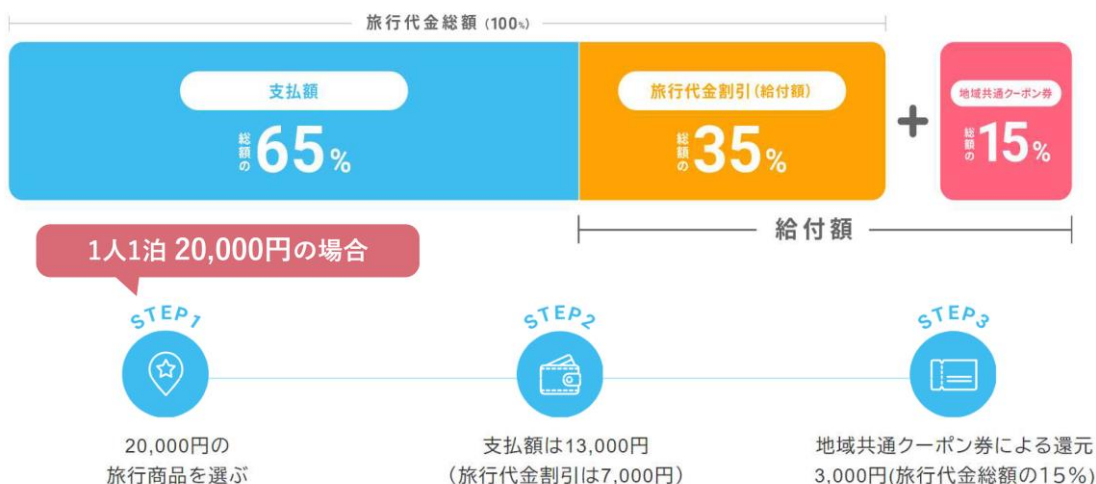 旅行代金総額 (100%)
支払額
総額の65%
旅行代金割引(給付額)
総額の35%
+
地域共通クーポン券
総額の15%
給付額
1人1泊 20,000円の場合
STEP1
20,000円の
旅行商品を選ぶ
STEP2
支払額は13,000円
(旅行代金割引は7,000円)
STEP3
地域共通クーポン券による還元
3,000円(旅行代金総額の15%)